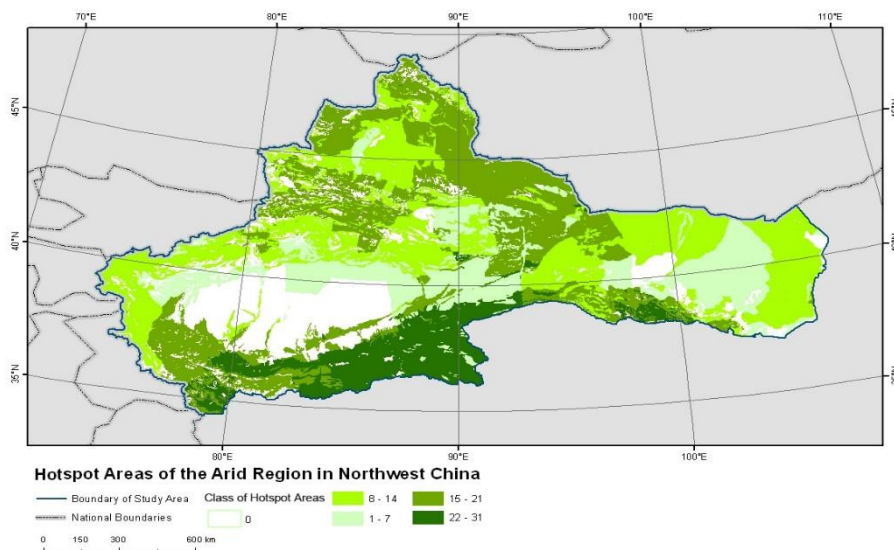 70°E 80°E 90°E 100°E 110°E
45°N
40°N 40°N
35°N
80°E 90°E 100°E
Hotspot Areas of the Arid Region in Northwest China
Boundary of Study Area Class of Hotspot Areas 8 - 14 15 - 21
National Boundaries 0 1 - 7 22 - 31
0 150 300 600 km